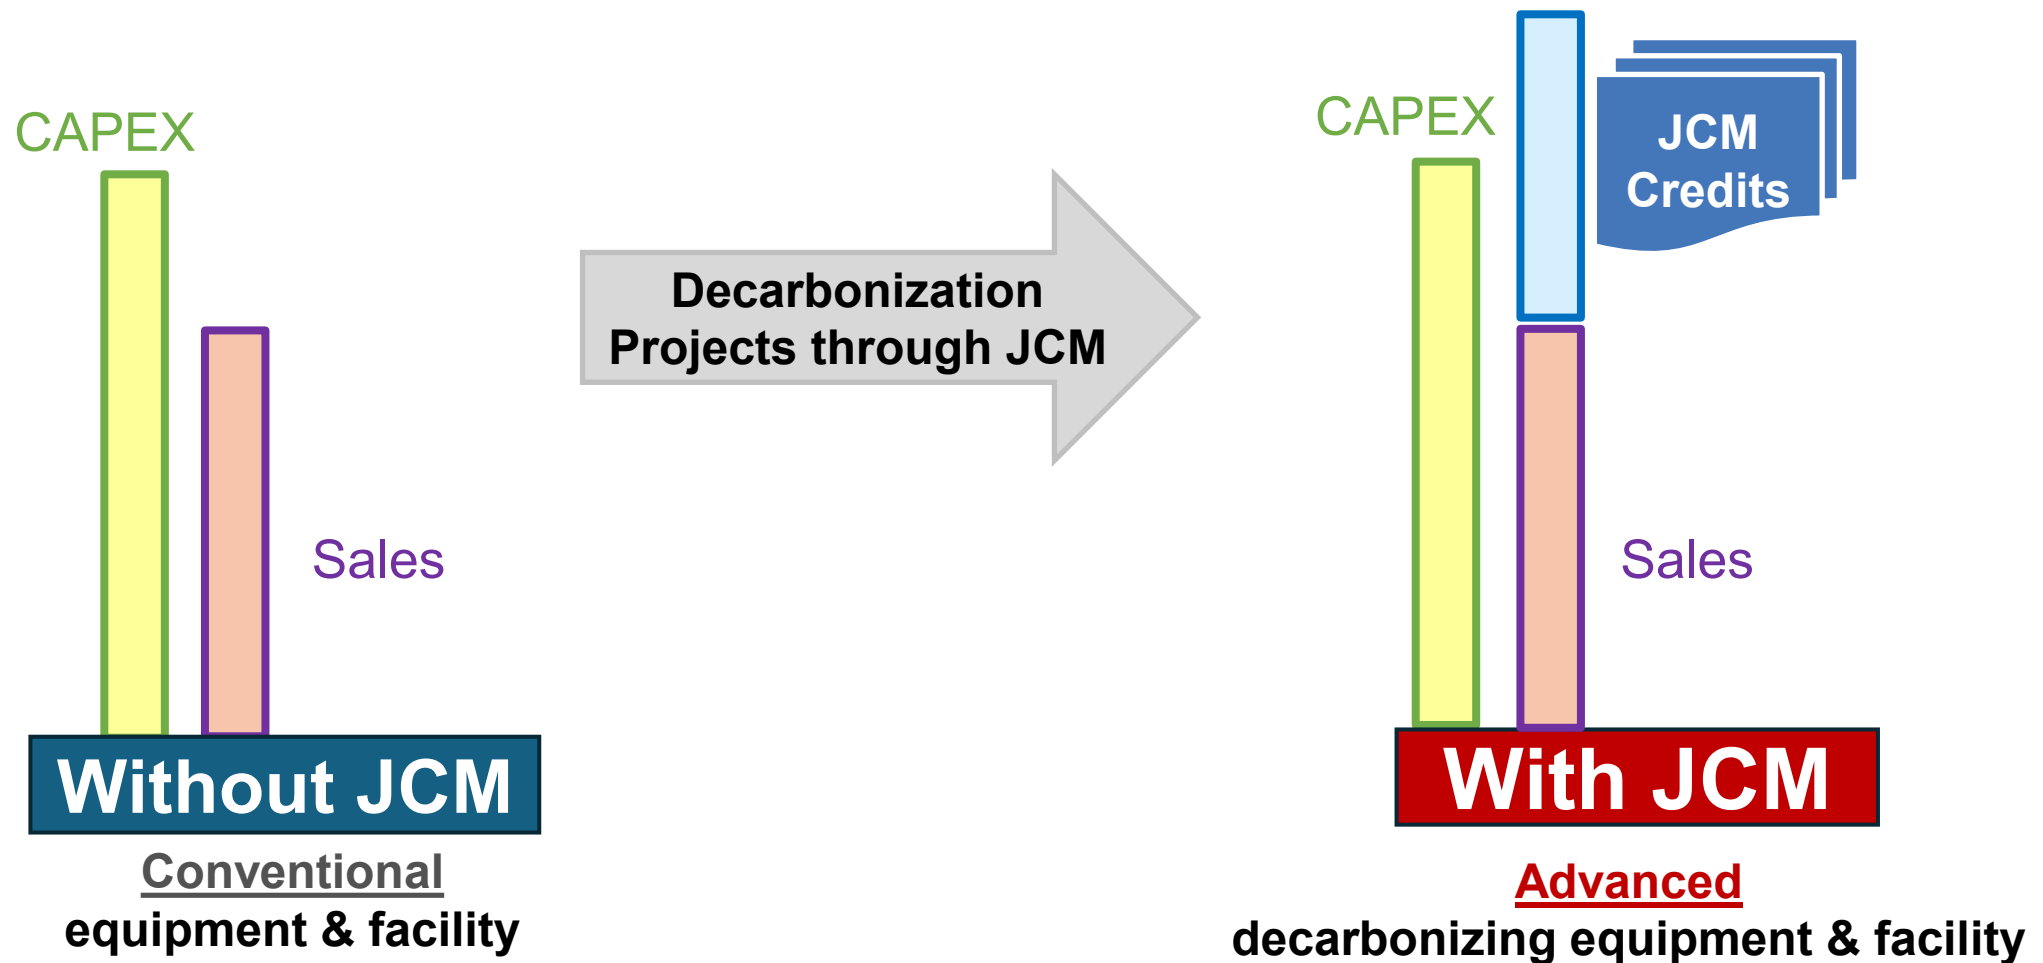 CAPEX
Sales
Without JCM
Conventional
equipment & facility
Decarbonization
Projects through JCM
CAPEX
JCM
Credits
Sales
With JCM
Advanced
decarbonizing equipment & facility